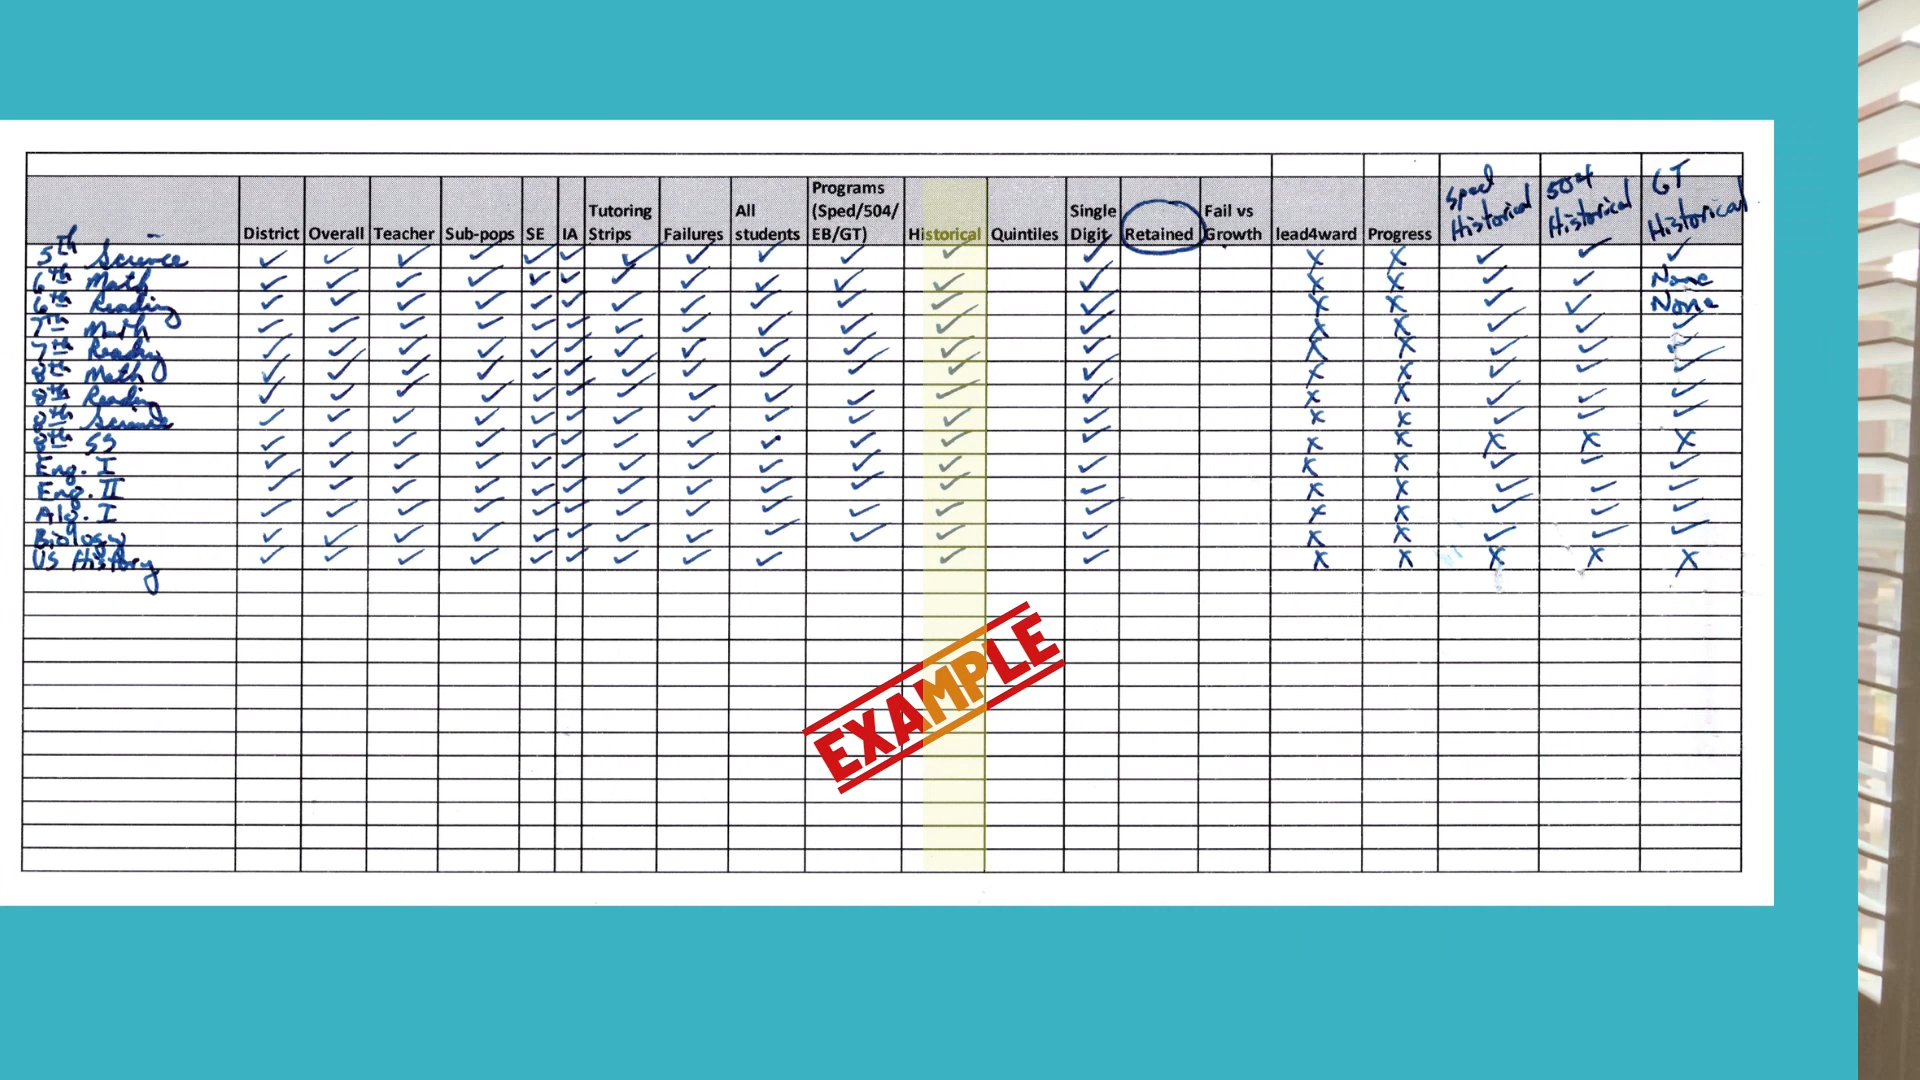 District Overall Teacher Sub-pops SE IA Tutoring Strips Failures All students Programs (Sped/504/ EB/GT) Historical Quintiles Single Digit Retained Fail vs Growth lead4ward Progress Sped Historical 504 Historical GT Historical
5th Science ✓ ✓ ✓ ✓ ✓ ✓ ✓ ✓ ✓ ✓ ✓ ✓ X X ✓ ✓ ✓
6th Math ✓ ✓ ✓ ✓ ✓ ✓ ✓ ✓ ✓ ✓ ✓ ✓ X X ✓ ✓ None
6th Reading ✓ ✓ ✓ ✓ ✓ ✓ ✓ ✓ ✓ ✓ ✓ ✓ X X ✓ ✓ None
7th Math ✓ ✓ ✓ ✓ ✓ ✓ ✓ ✓ ✓ ✓ ✓ ✓ X X ✓ ✓ ✓
7th Reading ✓ ✓ ✓ ✓ ✓ ✓ ✓ ✓ ✓ ✓ ✓ ✓ X X ✓ ✓ ✓
8th Math ✓ ✓ ✓ ✓ ✓ ✓ ✓ ✓ ✓ ✓ ✓ ✓ X X ✓ ✓ ✓
8th Reading ✓ ✓ ✓ ✓ ✓ ✓ ✓ ✓ ✓ ✓ ✓ ✓ X X ✓ ✓ ✓
8th Science ✓ ✓ ✓ ✓ ✓ ✓ ✓ ✓ ✓ ✓ ✓ ✓ X X ✓ ✓ ✓
8th SS ✓ ✓ ✓ ✓ ✓ ✓ ✓ ✓ ✓ ✓ ✓ ✓ X X X X X
Eng. I ✓ ✓ ✓ ✓ ✓ ✓ ✓ ✓ ✓ ✓ ✓ ✓ X X ✓ ✓ ✓
Eng. II ✓ ✓ ✓ ✓ ✓ ✓ ✓ ✓ ✓ ✓ ✓ ✓ X X ✓ ✓ ✓
Alg. I ✓ ✓ ✓ ✓ ✓ ✓ ✓ ✓ ✓ ✓ ✓ ✓ X X ✓ ✓ ✓
Biology ✓ ✓ ✓ ✓ ✓ ✓ ✓ ✓ ✓ ✓ ✓ ✓ X X ✓ ✓ ✓
US History ✓ ✓ ✓ ✓ ✓ ✓ ✓ ✓ ✓ ✓ ✓ X X X X X
EXAMPLE